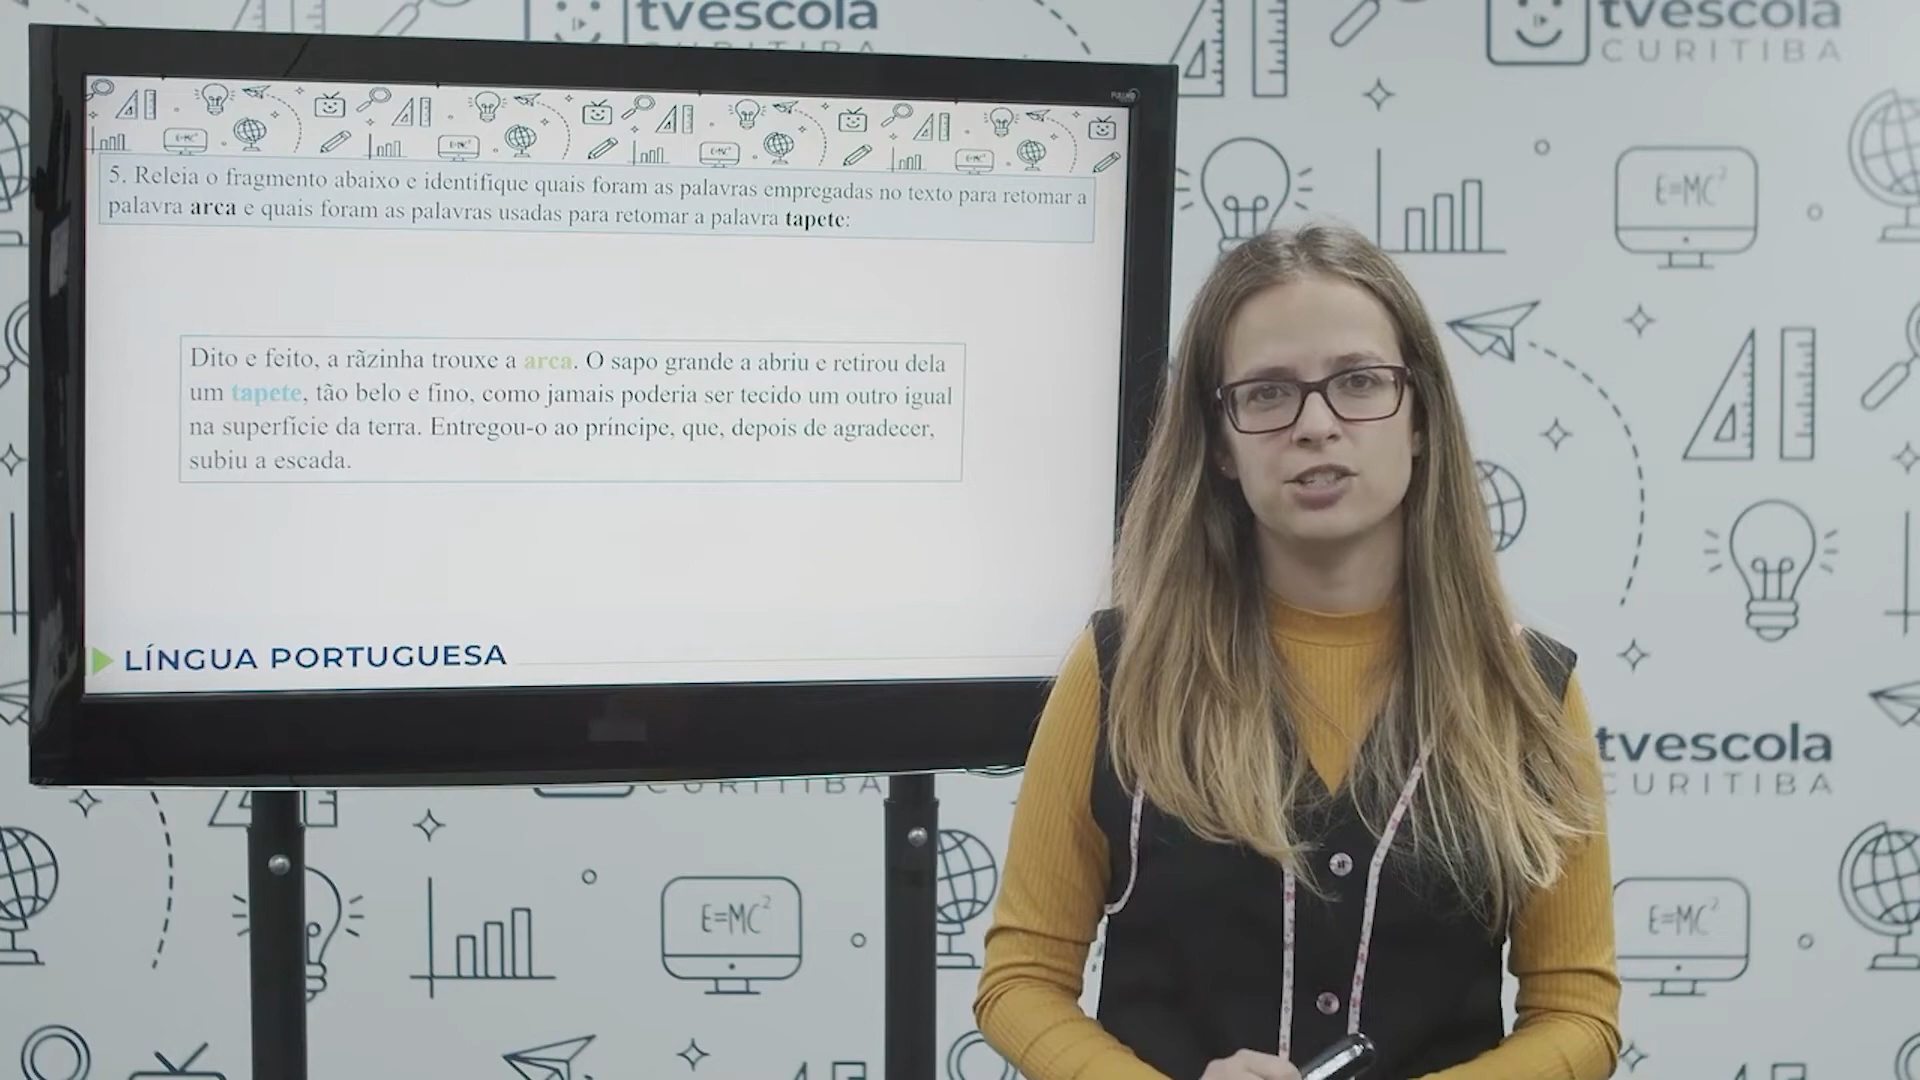 tvescola
CURITIBA
tvescola
CURITIBA
5. Releia o fragmento abaixo e identifique quais foram as palavras empregadas no texto para retomar a
palavra arca e quais foram as palavras usadas para retomar a palavra tapete:
E=MC²
Dito e feito, a rãzinha trouxe a arca. O sapo grande a abriu e retirou dela
um tapete, tão belo e fino, como jamais poderia ser tecido um outro igual
na superfície da terra. Entregou-o ao príncipe, que, depois de agradecer,
subiu a escada.
LÍNGUA PORTUGUESA
tvescola
CURITIBA
CURITIBA
E=MC²
E=MC²